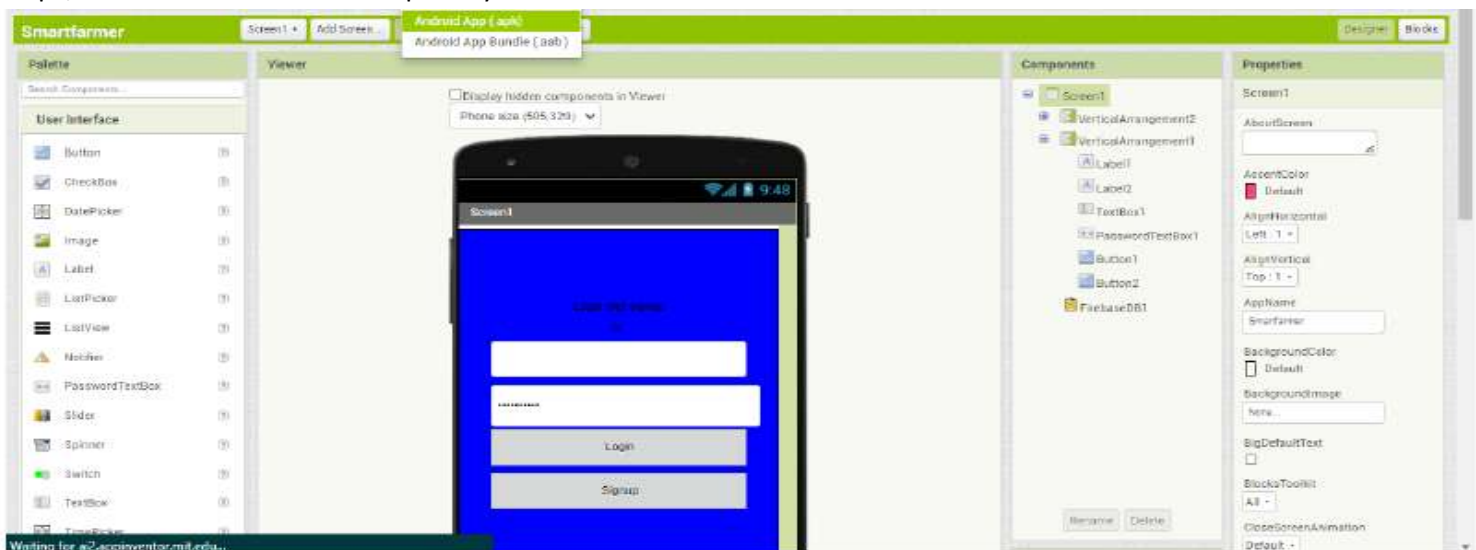 Smartfarmer
Screen1
Add Screen...
Android App (.apk)
Android App Bundle (.aab)
Designer
Blocks
Palette
Search Components...
User Interface
Button
CheckBox
DatePicker
Image
Label
ListPicker
ListView
Notifier
PasswordTextBox
Slider
Spinner
Switch
TextBox
TimePicker
Waiting for ai2.appinventor.mit.edu...
Viewer
Display hidden components in Viewer
Phone size (505,320)
9:48
Screen1
Login
Signup
Components
Screen1
VerticalArrangement2
VerticalArrangement1
Label1
Label2
TextBox1
PasswordTextBox1
Button1
Button2
FirebaseDB1
Rename
Delete
Properties
Screen1
AboutScreen
AccentColor
Default
AlignHorizontal
Left : 1
AlignVertical
Top : 1
AppName
Smartfarmer
BackgroundColor
Default
BackgroundImage
None...
BigDefaultText
BlocksToolkit
All
CloseScreenAnimation
Default